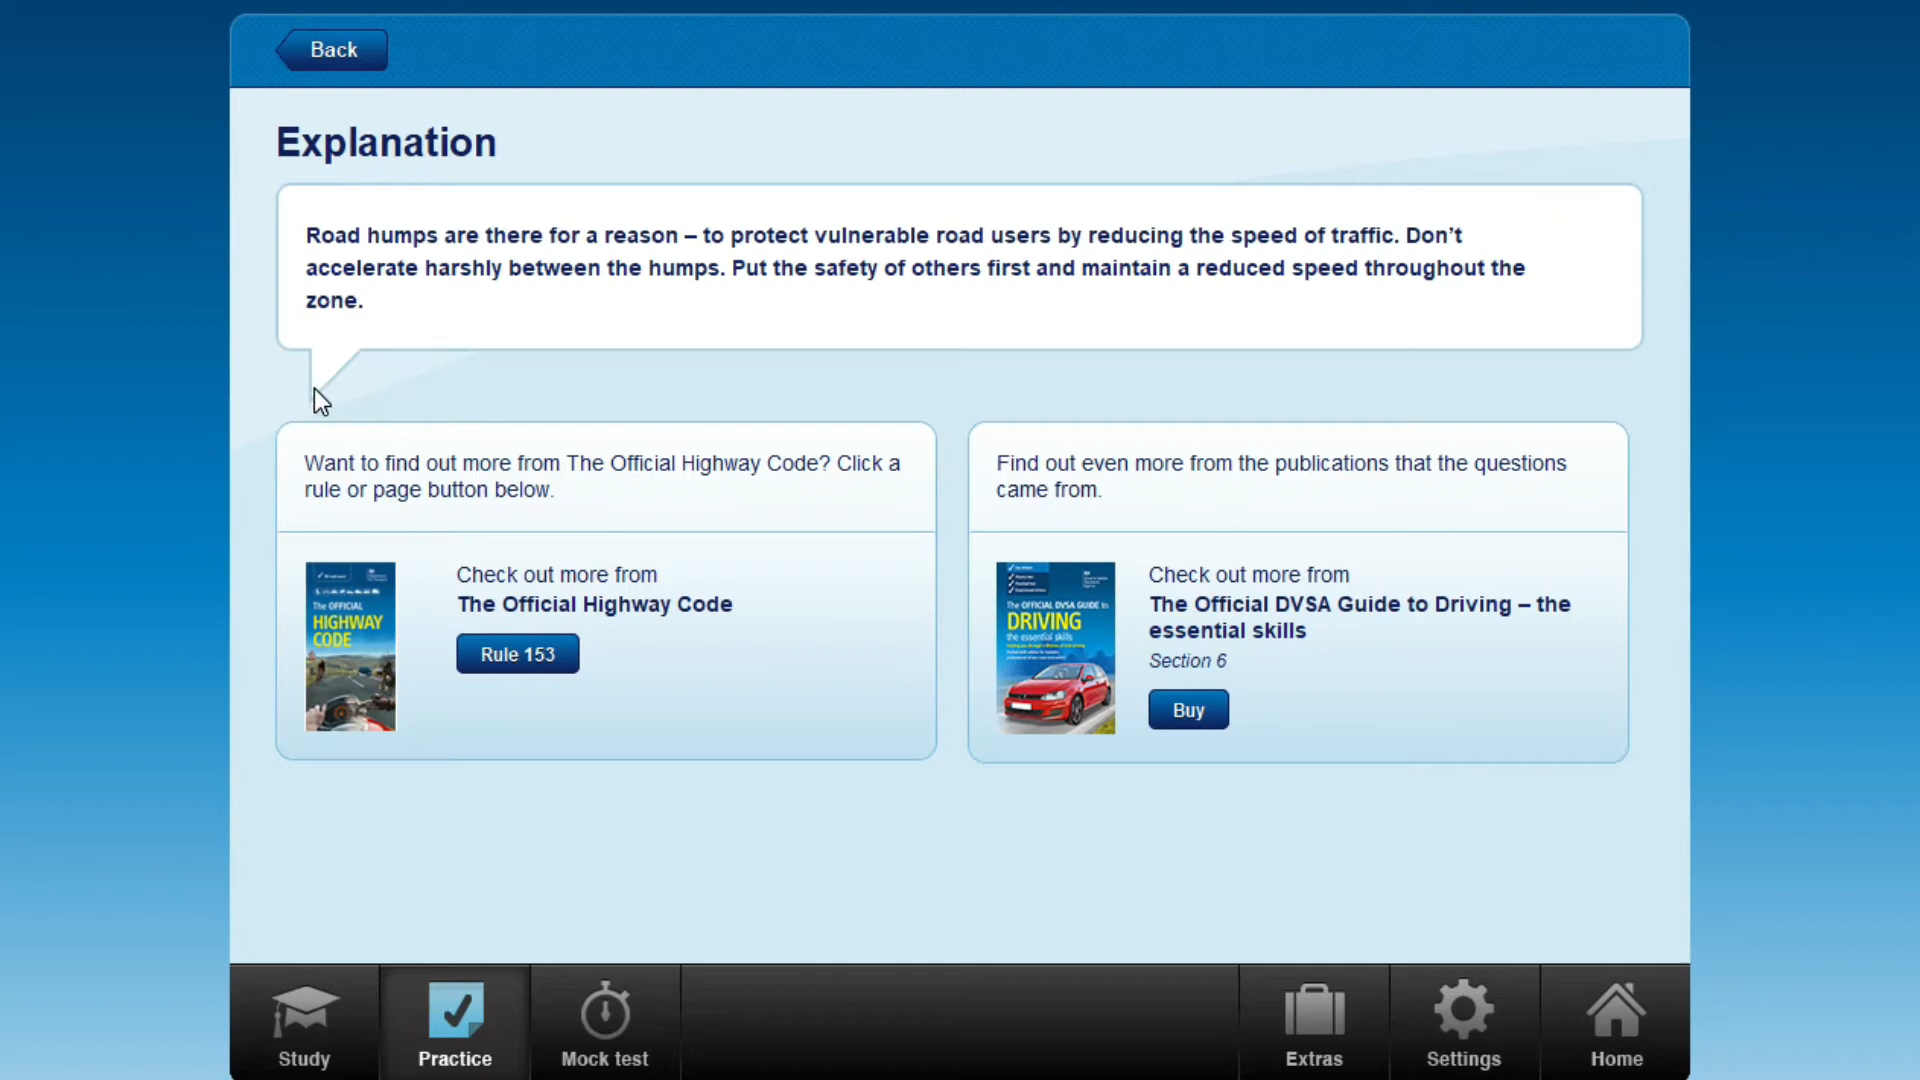 Back
Explanation
Road humps are there for a reason – to protect vulnerable road users by reducing the speed of traffic. Don’t
accelerate harshly between the humps. Put the safety of others first and maintain a reduced speed throughout the
zone.
Want to find out more from The Official Highway Code? Click a
rule or page button below.
The OFFICIAL
HIGHWAY
CODE
Check out more from
The Official Highway Code
Rule 153
Find out even more from the publications that the questions
came from.
The OFFICIAL DVSA GUIDE to
DRIVING
the essential skills
Check out more from
The Official DVSA Guide to Driving – the
essential skills
Section 6
Buy
Study
Practice
Mock test
Extras
Settings
Home